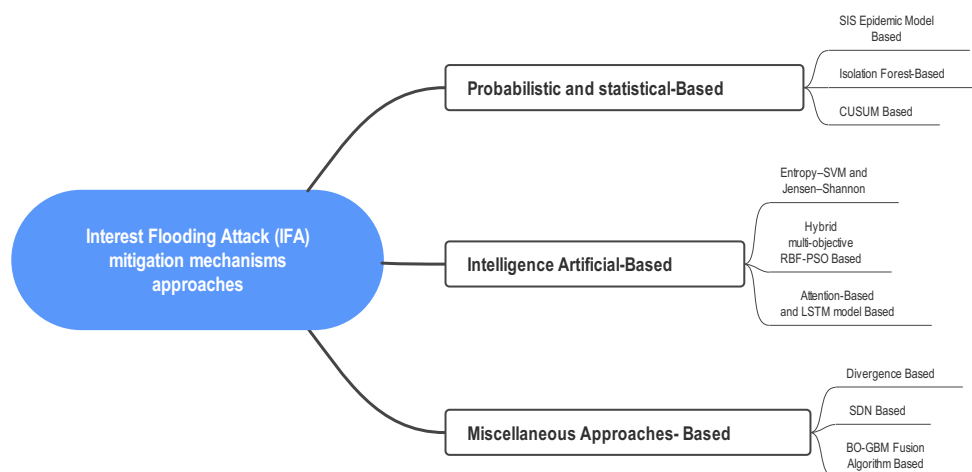 Interest Flooding Attack (IFA)
mitigation mechanisms
approaches
Probabilistic and statistical-Based
SIS Epidemic Model
Based
Isolation Forest-Based
CUSUM Based
Intelligence Artificial-Based
Entropy–SVM and
Jensen–Shannon
Hybrid
multi-objective
RBF-PSO Based
Attention-Based
and LSTM model Based
Miscellaneous Approaches- Based
Divergence Based
SDN Based
BO-GBM Fusion
Algorithm Based